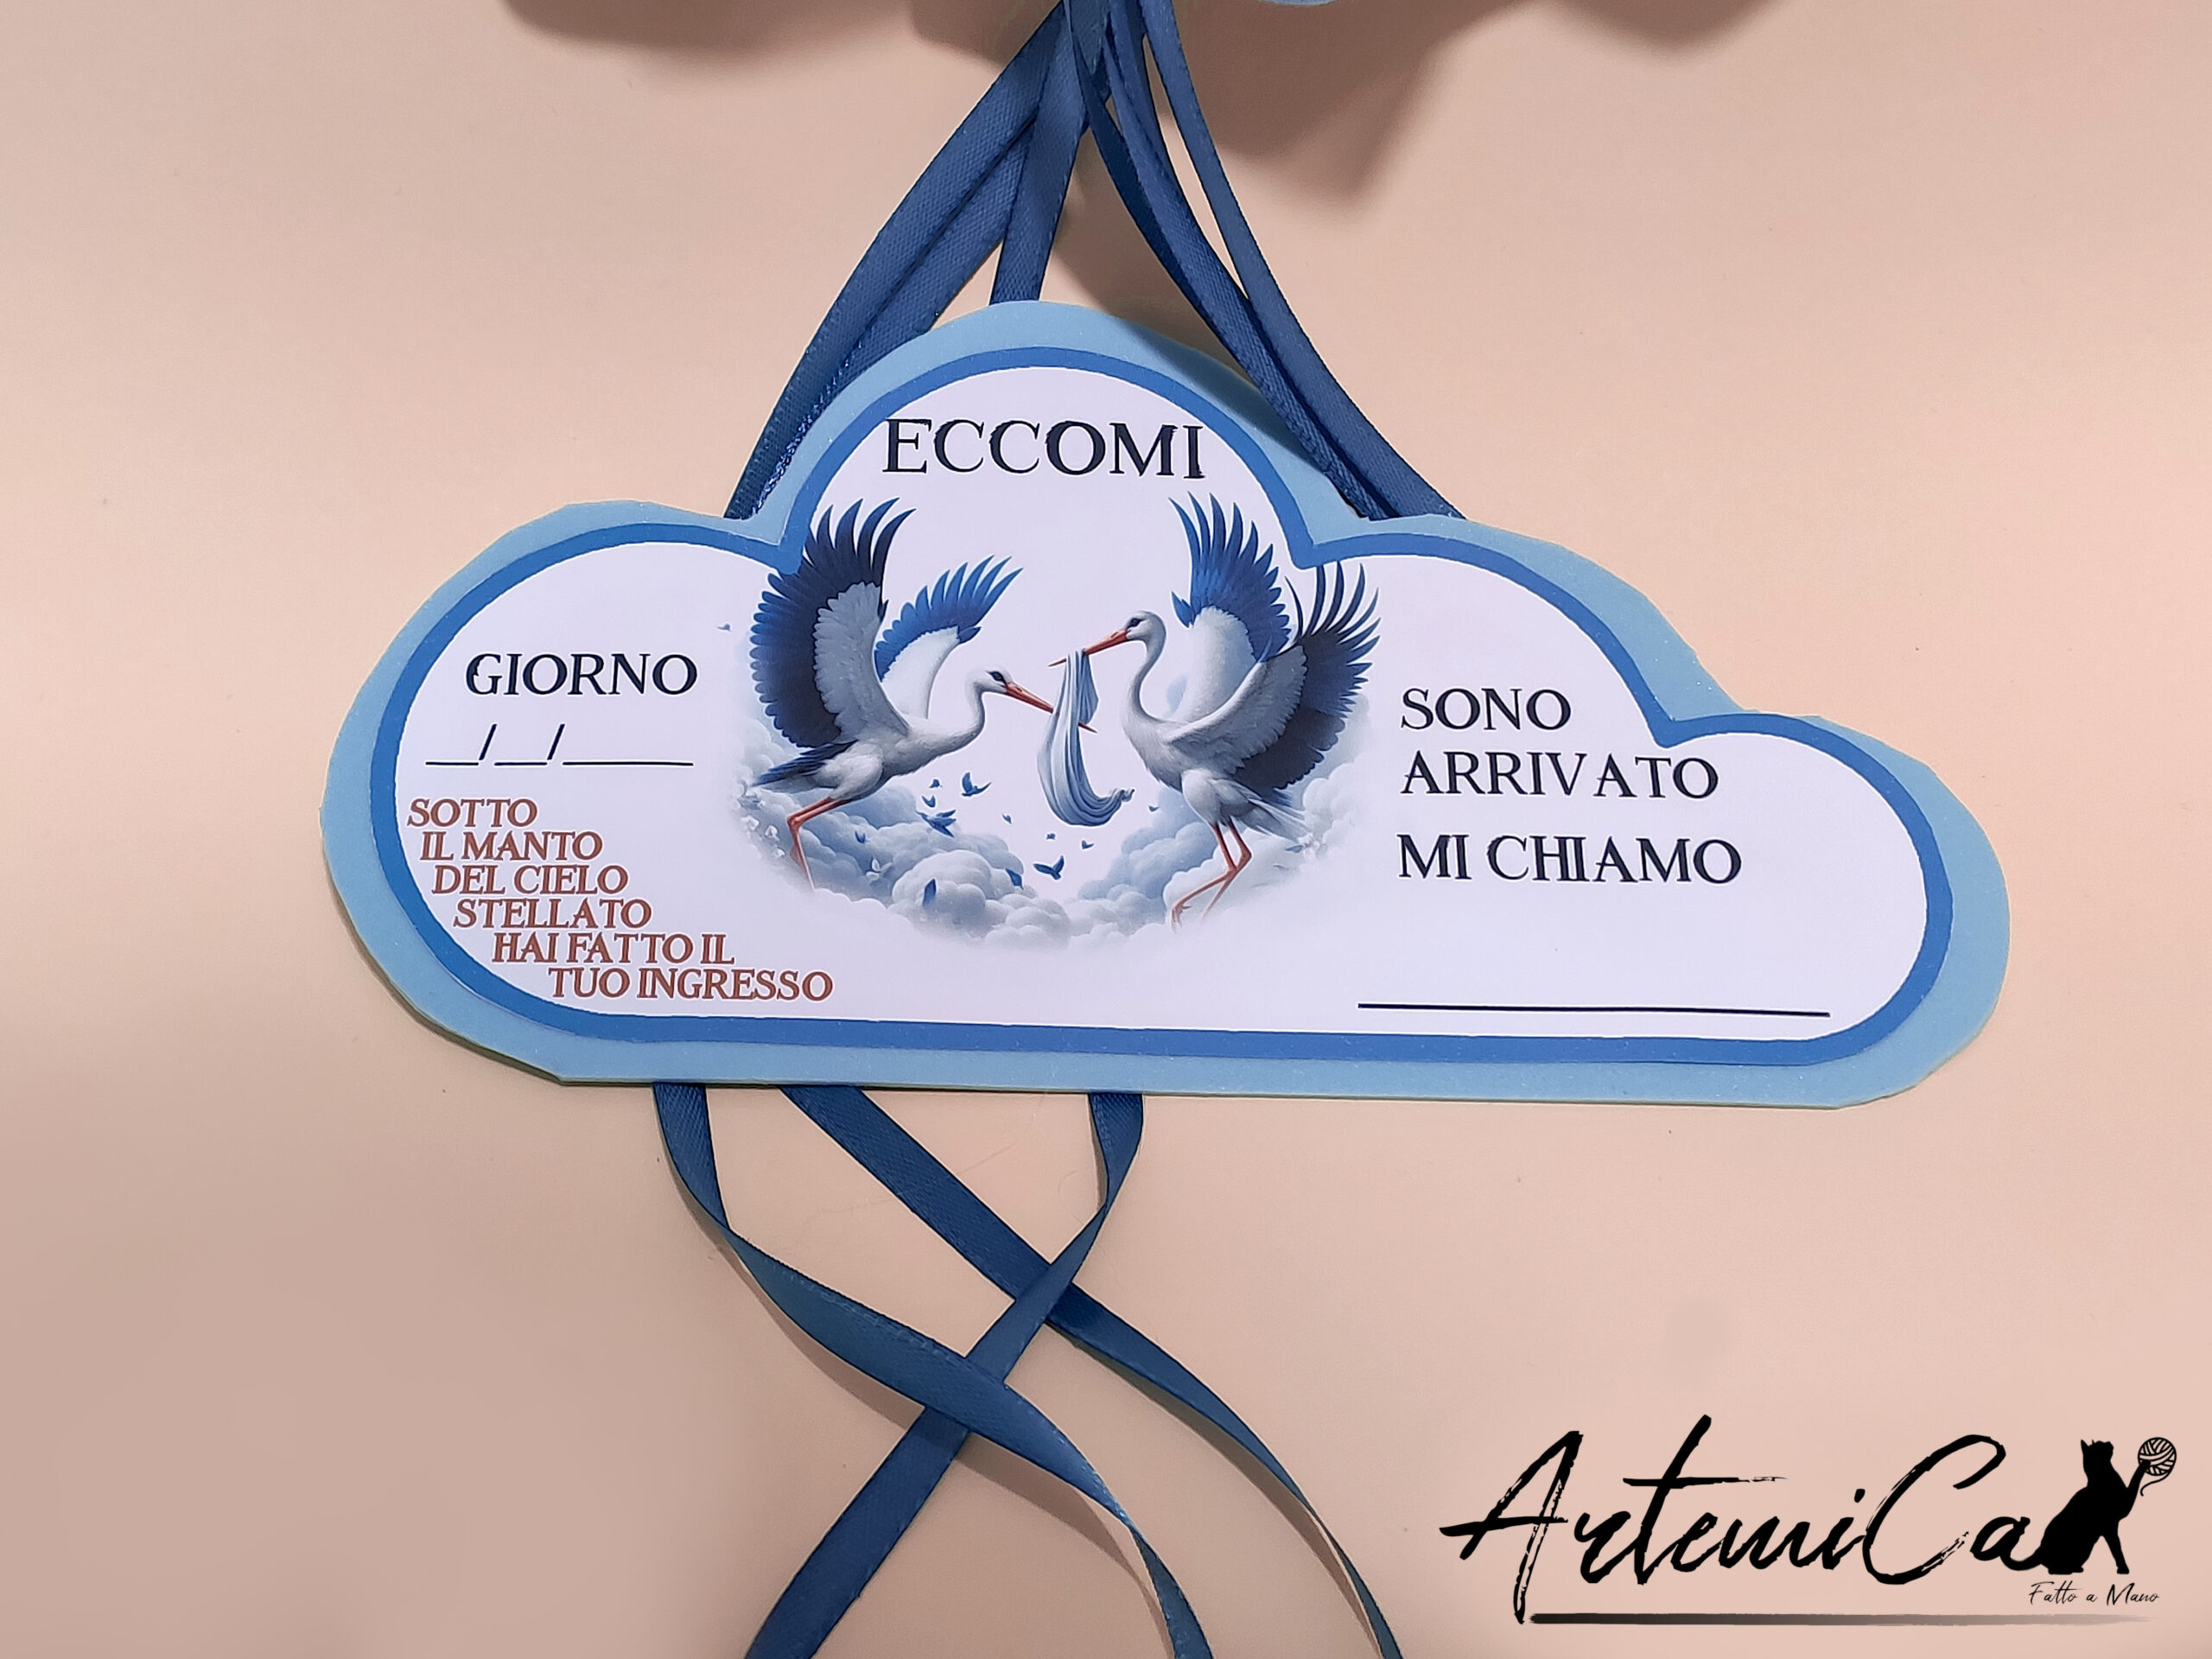 ECCOMI
GIORNO
__/__/_____
SOTTO
IL MANTO
DEL CIELO
STELLATO
HAI FATTO IL
TUO INGRESSO
SONO
ARRIVATO
MI CHIAMO
ArtemiCa
Fatto a Mano